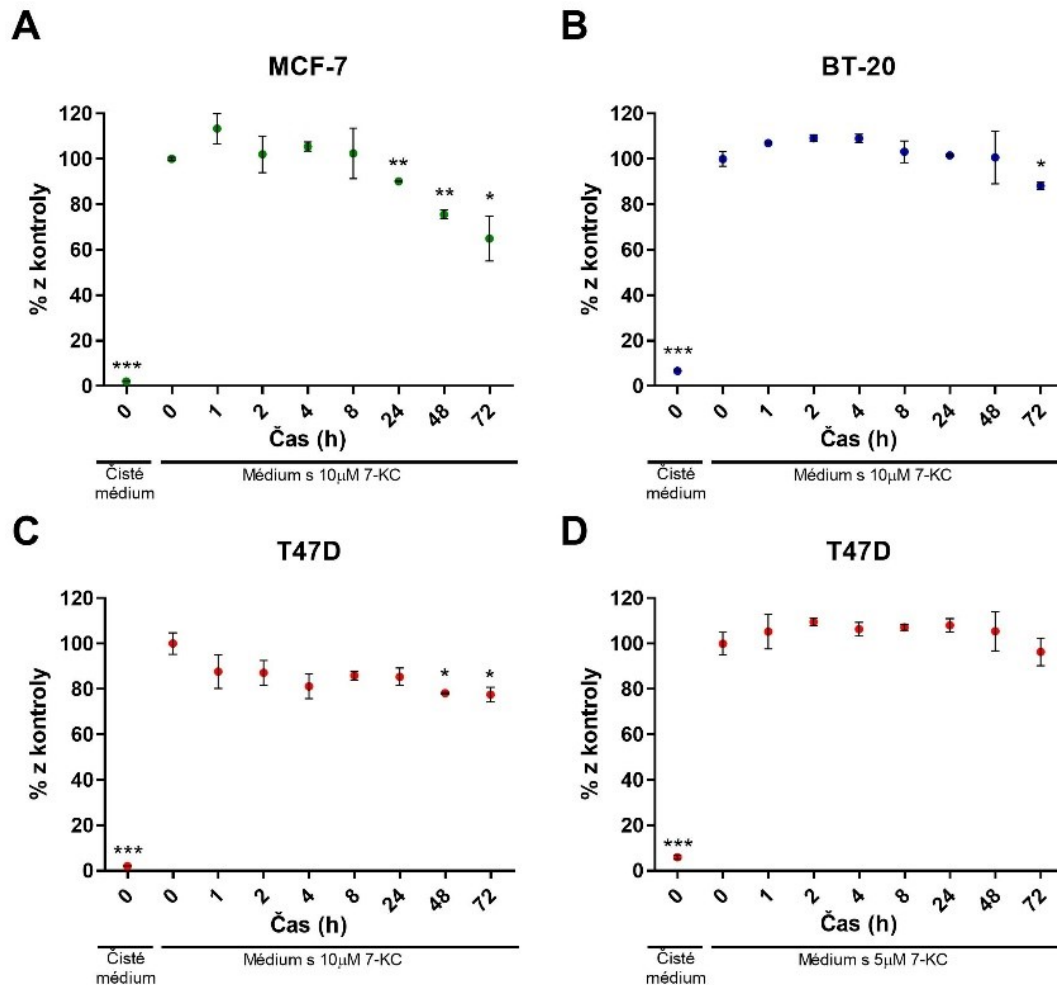 A
MCF-7
% z kontroly
120
100
80
60
40
20
0
***
**
**
*
0 0 1 2 4 8 24 48 72
Čas (h)
Čisté
médium
Médium s 10μM 7-KC
B
BT-20
% z kontroly
120
100
80
60
40
20
0
***
*
0 0 1 2 4 8 24 48 72
Čas (h)
Čisté
médium
Médium s 10μM 7-KC
C
T47D
% z kontroly
120
100
80
60
40
20
0
***
*
*
0 0 1 2 4 8 24 48 72
Čas (h)
Čisté
médium
Médium s 10μM 7-KC
D
T47D
% z kontroly
120
100
80
60
40
20
0
***
0 0 1 2 4 8 24 48 72
Čas (h)
Čisté
médium
Médium s 5μM 7-KC